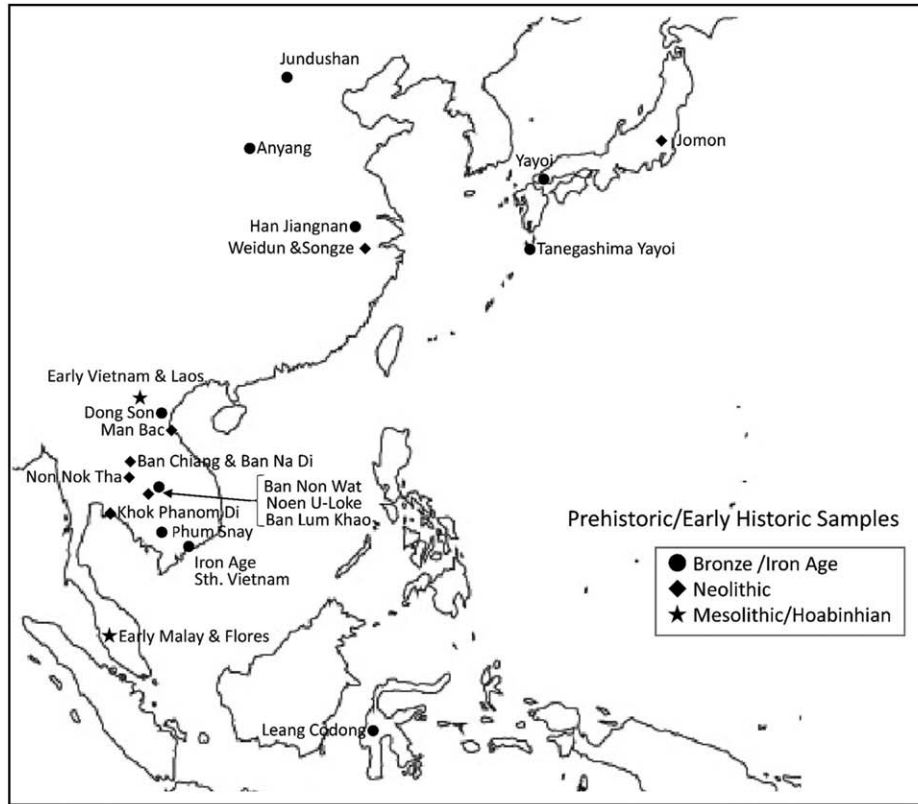 Jundushan
Anyang
Jomon
Yayoi
Han Jiangnan
Weidun &Songze
Tanegashima Yayoi
Early Vietnam & Laos
Dong Son
Man Bac
Ban Chiang & Ban Na Di
Non Nok Tha
Ban Non Wat
Noen U-Loke
Ban Lum Khao
Khok Phanom Di
Phum Snay
Iron Age
Sth. Vietnam
Prehistoric/Early Historic Samples
Bronze /Iron Age
Neolithic
Mesolithic/Hoabinhian
Early Malay & Flores
Leang Codong